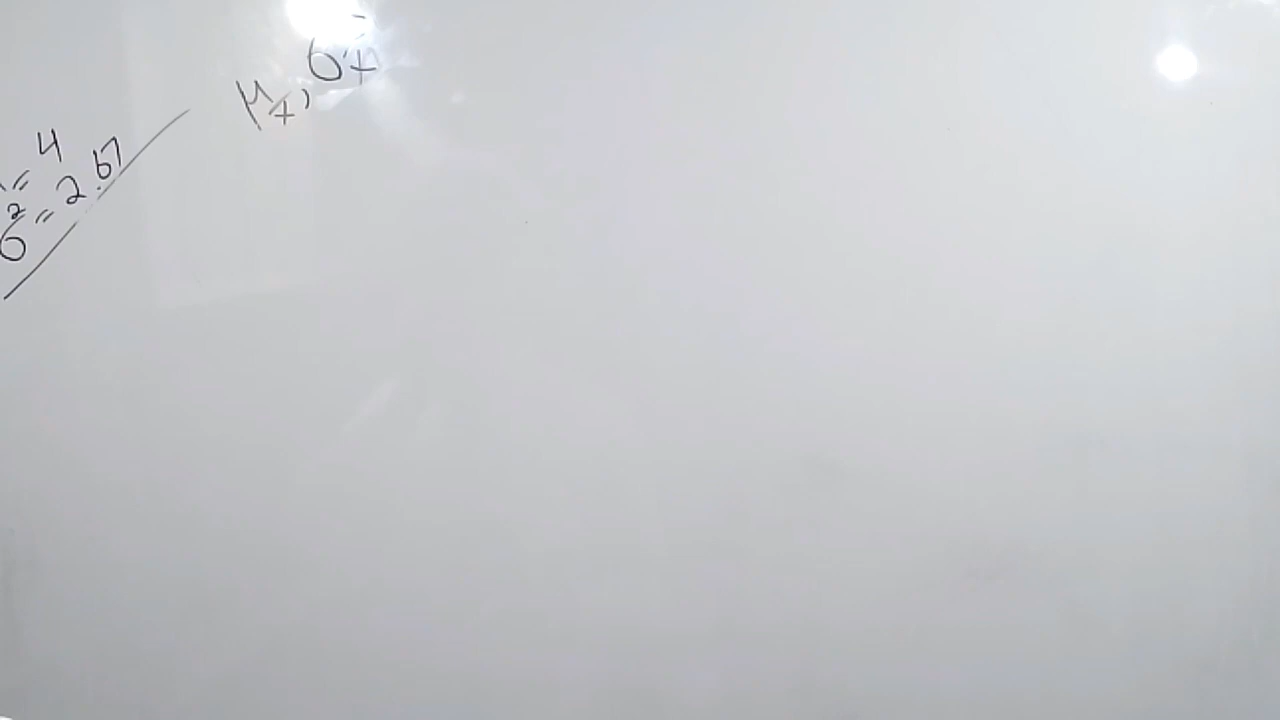 = 4
σ² = 2.67
μx̄, σx̄